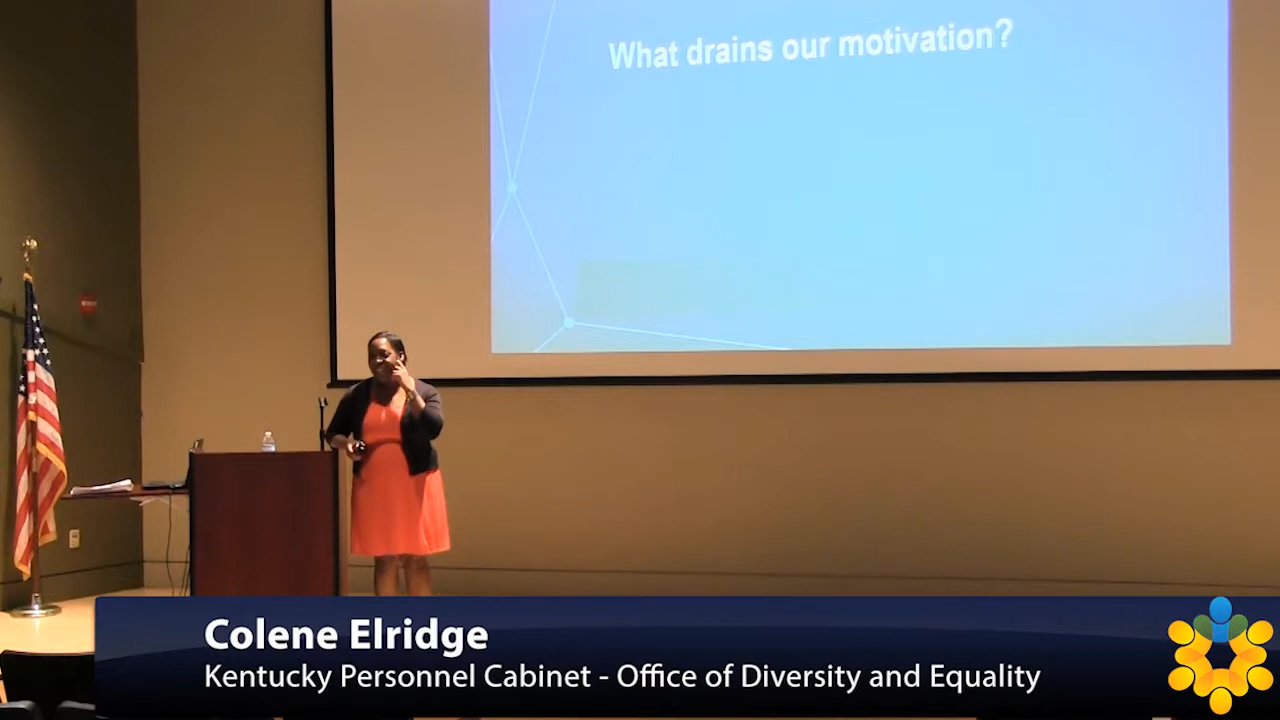 What drains our motivation?
Colene Elridge
Kentucky Personnel Cabinet - Office of Diversity and Equality